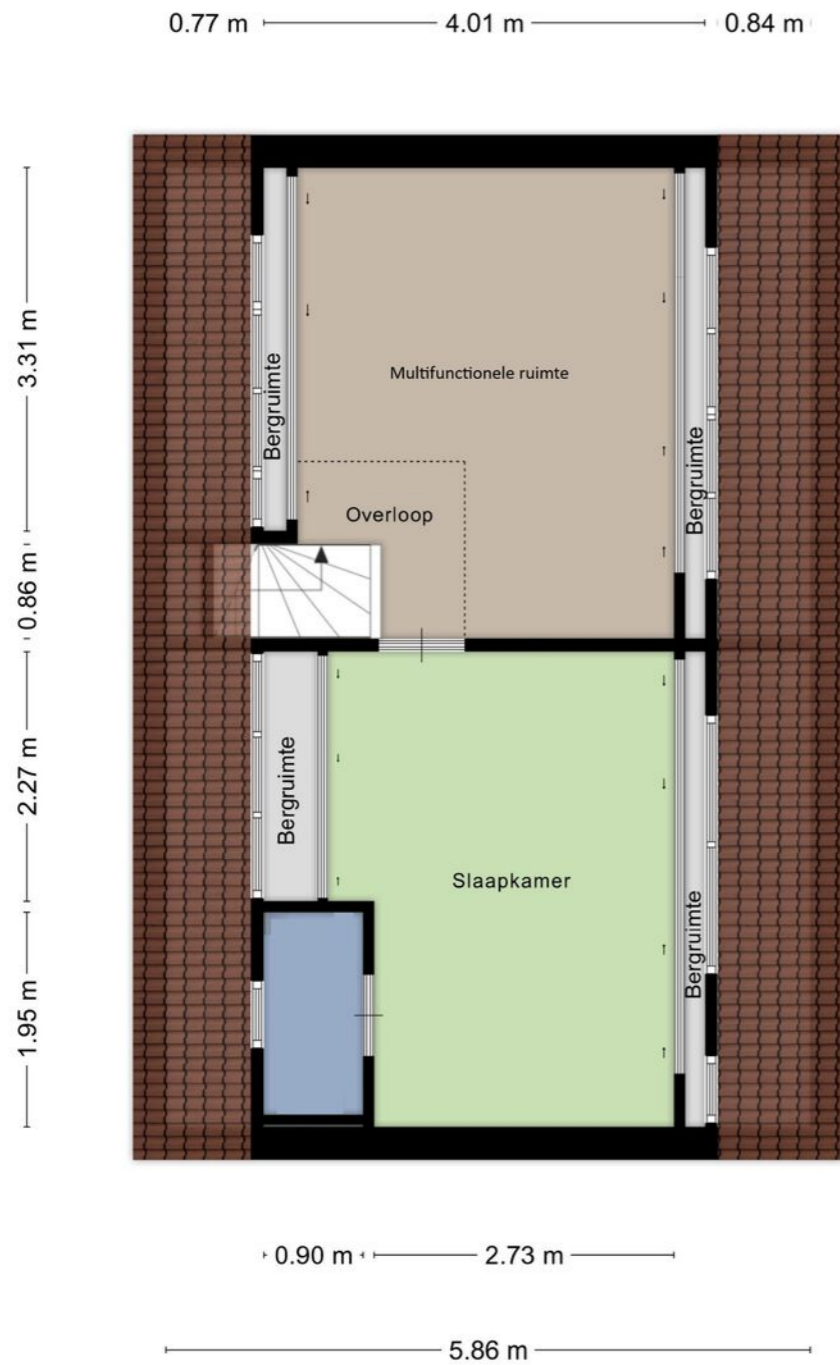 0.77 m
4.01 m
0.84 m
3.31 m
0.86 m
2.27 m
1.95 m
Bergruimte
Multifunctionele ruimte
Bergruimte
Overloop
Bergruimte
Slaapkamer
Bergruimte
0.90 m
2.73 m
5.86 m